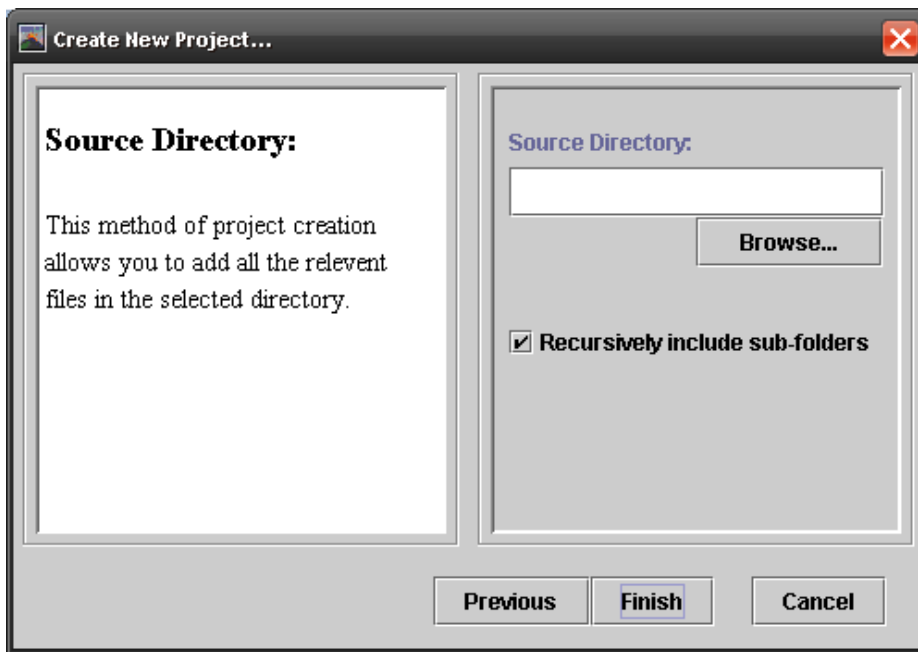 Create New Project...
Source Directory:
This method of project creation
allows you to add all the relevent
files in the selected directory.
Source Directory:
Browse...
Recursively include sub-folders
Previous
Finish
Cancel